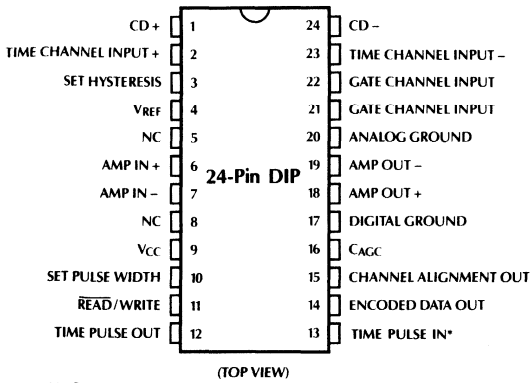 CD + 1 24 CD –
TIME CHANNEL INPUT + 2 23 TIME CHANNEL INPUT –
SET HYSTERESIS 3 22 GATE CHANNEL INPUT
VREF 4 21 GATE CHANNEL INPUT
NC 5 20 ANALOG GROUND
AMP IN + 6 19 AMP OUT –
24-Pin DIP
AMP IN – 7 18 AMP OUT +
NC 8 17 DIGITAL GROUND
VCC 9 16 CAGC
SET PULSE WIDTH 10 15 CHANNEL ALIGNMENT OUT
READ/WRITE 11 14 ENCODED DATA OUT
TIME PULSE OUT 12 13 TIME PULSE IN*
(TOP VIEW)